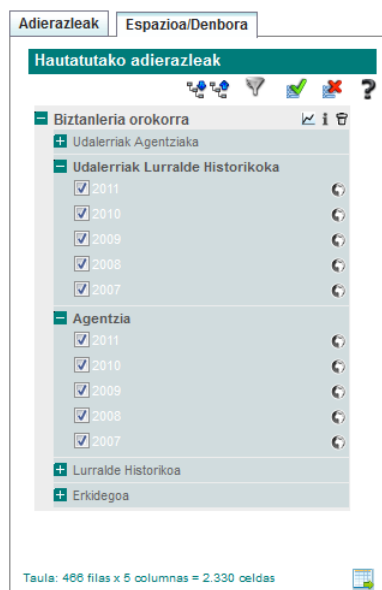 Adierazleak
Espazioa/Denbora
Hautatutako adierazleak
Biztanleria orokorra
Udalerriak Agentziaka
Udalerriak Lurralde Historikoka
2011
2010
2009
2008
2007
Agentzia
2011
2010
2009
2008
2007
Lurralde Historikoa
Erkidegoa
Taula: 466 filas x 5 columnas = 2.330 celdas